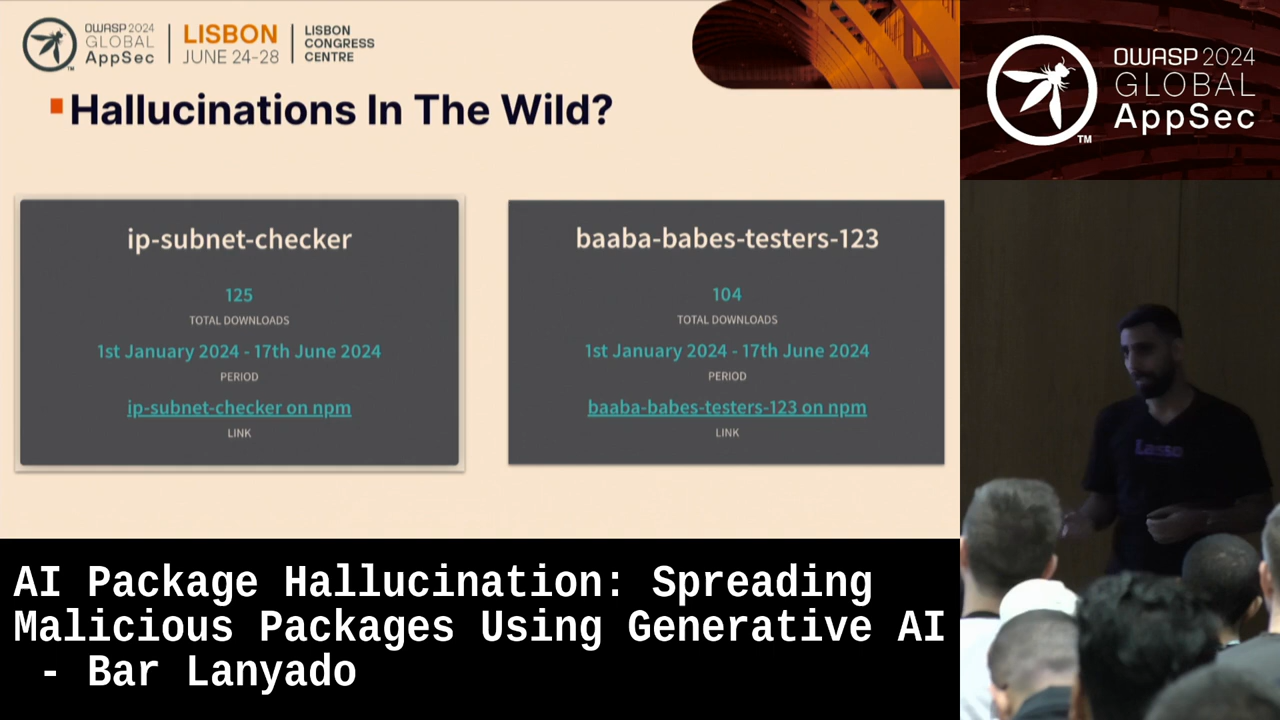 OWASP 2024
GLOBAL
AppSec
LISBON
JUNE 24-28
LISBON
CONGRESS
CENTRE
TM
Hallucinations In The Wild?
ip-subnet-checker
125
TOTAL DOWNLOADS
1st January 2024 - 17th June 2024
PERIOD
ip-subnet-checker on npm
LINK
baaba-babes-testers-123
104
TOTAL DOWNLOADS
1st January 2024 - 17th June 2024
PERIOD
baaba-babes-testers-123 on npm
LINK
OWASP 2024
GLOBAL
AppSec
TM
Lasso
AI Package Hallucination: Spreading
Malicious Packages Using Generative AI
- Bar Lanyado